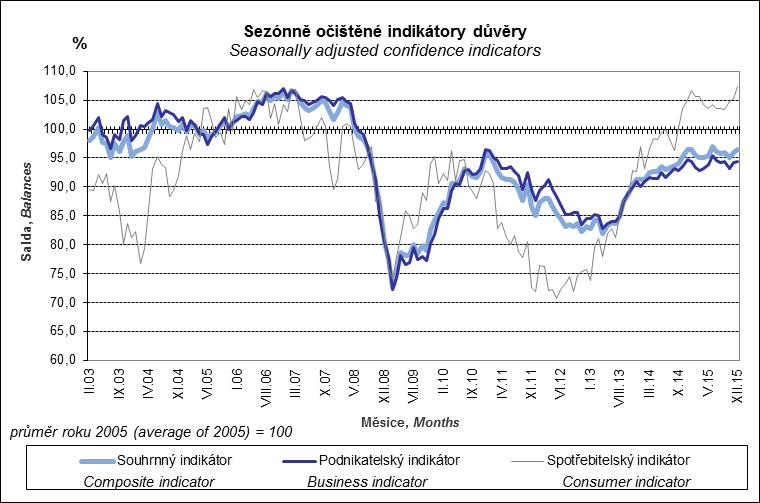 Sezónně očištěné indikátory důvěry
Seasonally adjusted confidence indicators
%
110,0
105,0
100,0
95,0
90,0
85,0
80,0
75,0
70,0
65,0
60,0
Salda, Balances
II.03
IX.03
IV.04
XI.04
V.05
I.06
VIII.06
III.07
X.07
V.08
XII.08
VII.09
II.10
IX.10
IV.11
XI.11
VI.12
I.13
VIII.13
III.14
X.14
V.15
XII.15
Měsíce, Months
průměr roku 2005 (average of 2005) = 100
Souhrnný indikátor Podnikatelský indikátor Spotřebitelský indikátor
Composite indicator Business indicator Consumer indicator